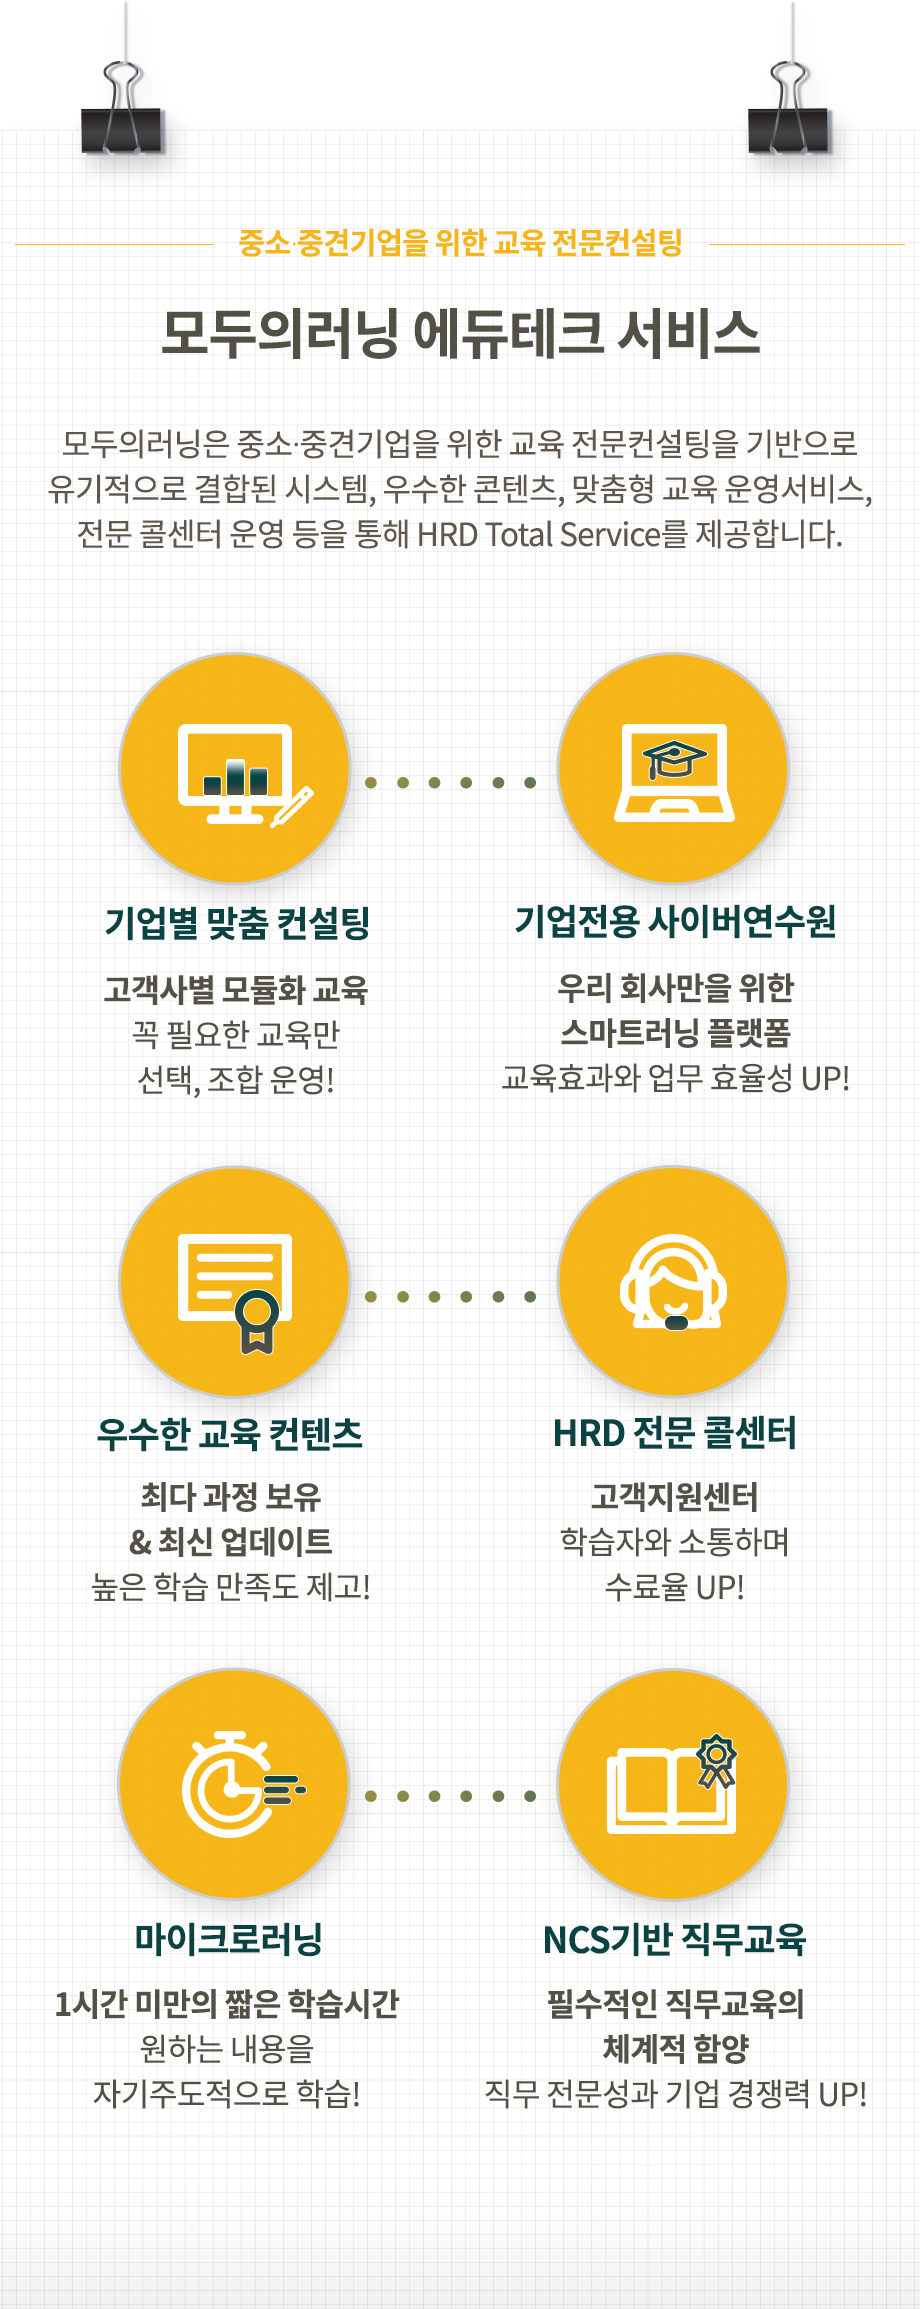 중소·중견기업을 위한 교육 전문컨설팅
모두의러닝 에듀테크 서비스
모두의러닝은 중소·중견기업을 위한 교육 전문컨설팅을 기반으로
유기적으로 결합된 시스템, 우수한 콘텐츠, 맞춤형 교육 운영서비스,
전문 콜센터 운영 등을 통해 HRD Total Service를 제공합니다.
기업별 맞춤 컨설팅
고객사별 모듈화 교육
꼭 필요한 교육만
선택, 조합 운영!
기업전용 사이버연수원
우리 회사만을 위한
스마트러닝 플랫폼
교육효과와 업무 효율성 UP!
우수한 교육 컨텐츠
최다 과정 보유
& 최신 업데이트
높은 학습 만족도 제고!
HRD 전문 콜센터
고객지원센터
학습자와 소통하며
수료율 UP!
마이크로러닝
1시간 미만의 짧은 학습시간
원하는 내용을
자기주도적으로 학습!
NCS기반 직무교육
필수적인 직무교육의
체계적 함양
직무 전문성과 기업 경쟁력 UP!